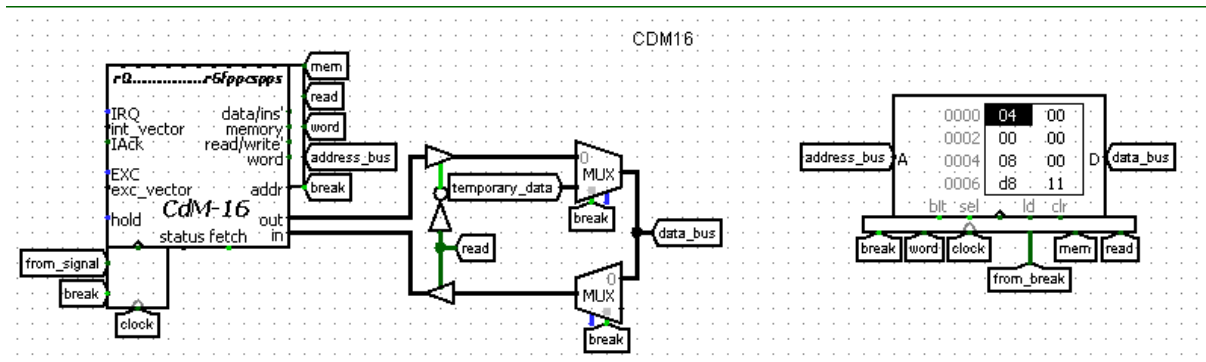 CDM16
r0...............r6fppcspps
IRQ
int_vector
IAck
EXC
exc_vector
hold
data/ins'
memory
read/write'
word
addr
CdM-16
out
in
status fetch
mem
read
word
address_bus
break
from_signal
break
clock
temporary_data
read
0
MUX
break
data_bus
0
MUX
break
address_bus
A
0000 04 00
0002 00 00
0004 08 00
0006 d8 11
D
data_bus
blt sel ld clr
break word clock mem read
from_break